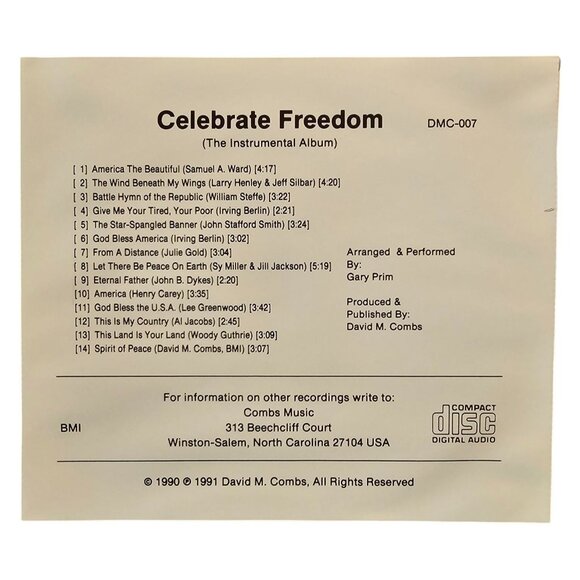 Celebrate Freedom
DMC-007
(The Instrumental Album)
[ 1] America The Beautiful (Samuel A. Ward) [4:17]
[ 2] The Wind Beneath My Wings (Larry Henley & Jeff Silbar) [4:20]
[ 3] Battle Hymn of the Republic (William Steffe) [3:22]
[ 4] Give Me Your Tired, Your Poor (Irving Berlin) [2:21]
[ 5] The Star-Spangled Banner (John Stafford Smith) [3:24]
[ 6] God Bless America (Irving Berlin) [3:02]
[ 7] From A Distance (Julie Gold) [3:04]
[ 8] Let There Be Peace on Earth (Sy Miller & Jill Jackson) [5:19]
[ 9] Eternal Father (John B. Dykes) [2:20]
[10] America (Henry Carey) [3:35]
[11] God Bless the U.S.A. (Lee Greenwood) [3:42]
[12] This Is My Country (Al Jacobs) [2:45]
[13] This Land Is Your Land (Woody Guthrie) [3:09]
[14] Spirit of Peace (David M. Combs, BMI) [3:07]
Arranged & Performed
By:
Gary Prim
Produced &
Published By:
David M. Combs
For information on other recordings write to:
Combs Music
313 Beechcliff Court
Winston-Salem, North Carolina 27104 USA
BMI
COMPACT
disc
DIGITAL AUDIO
© 1990 ℗ 1991 David M. Combs, All Rights Reserved